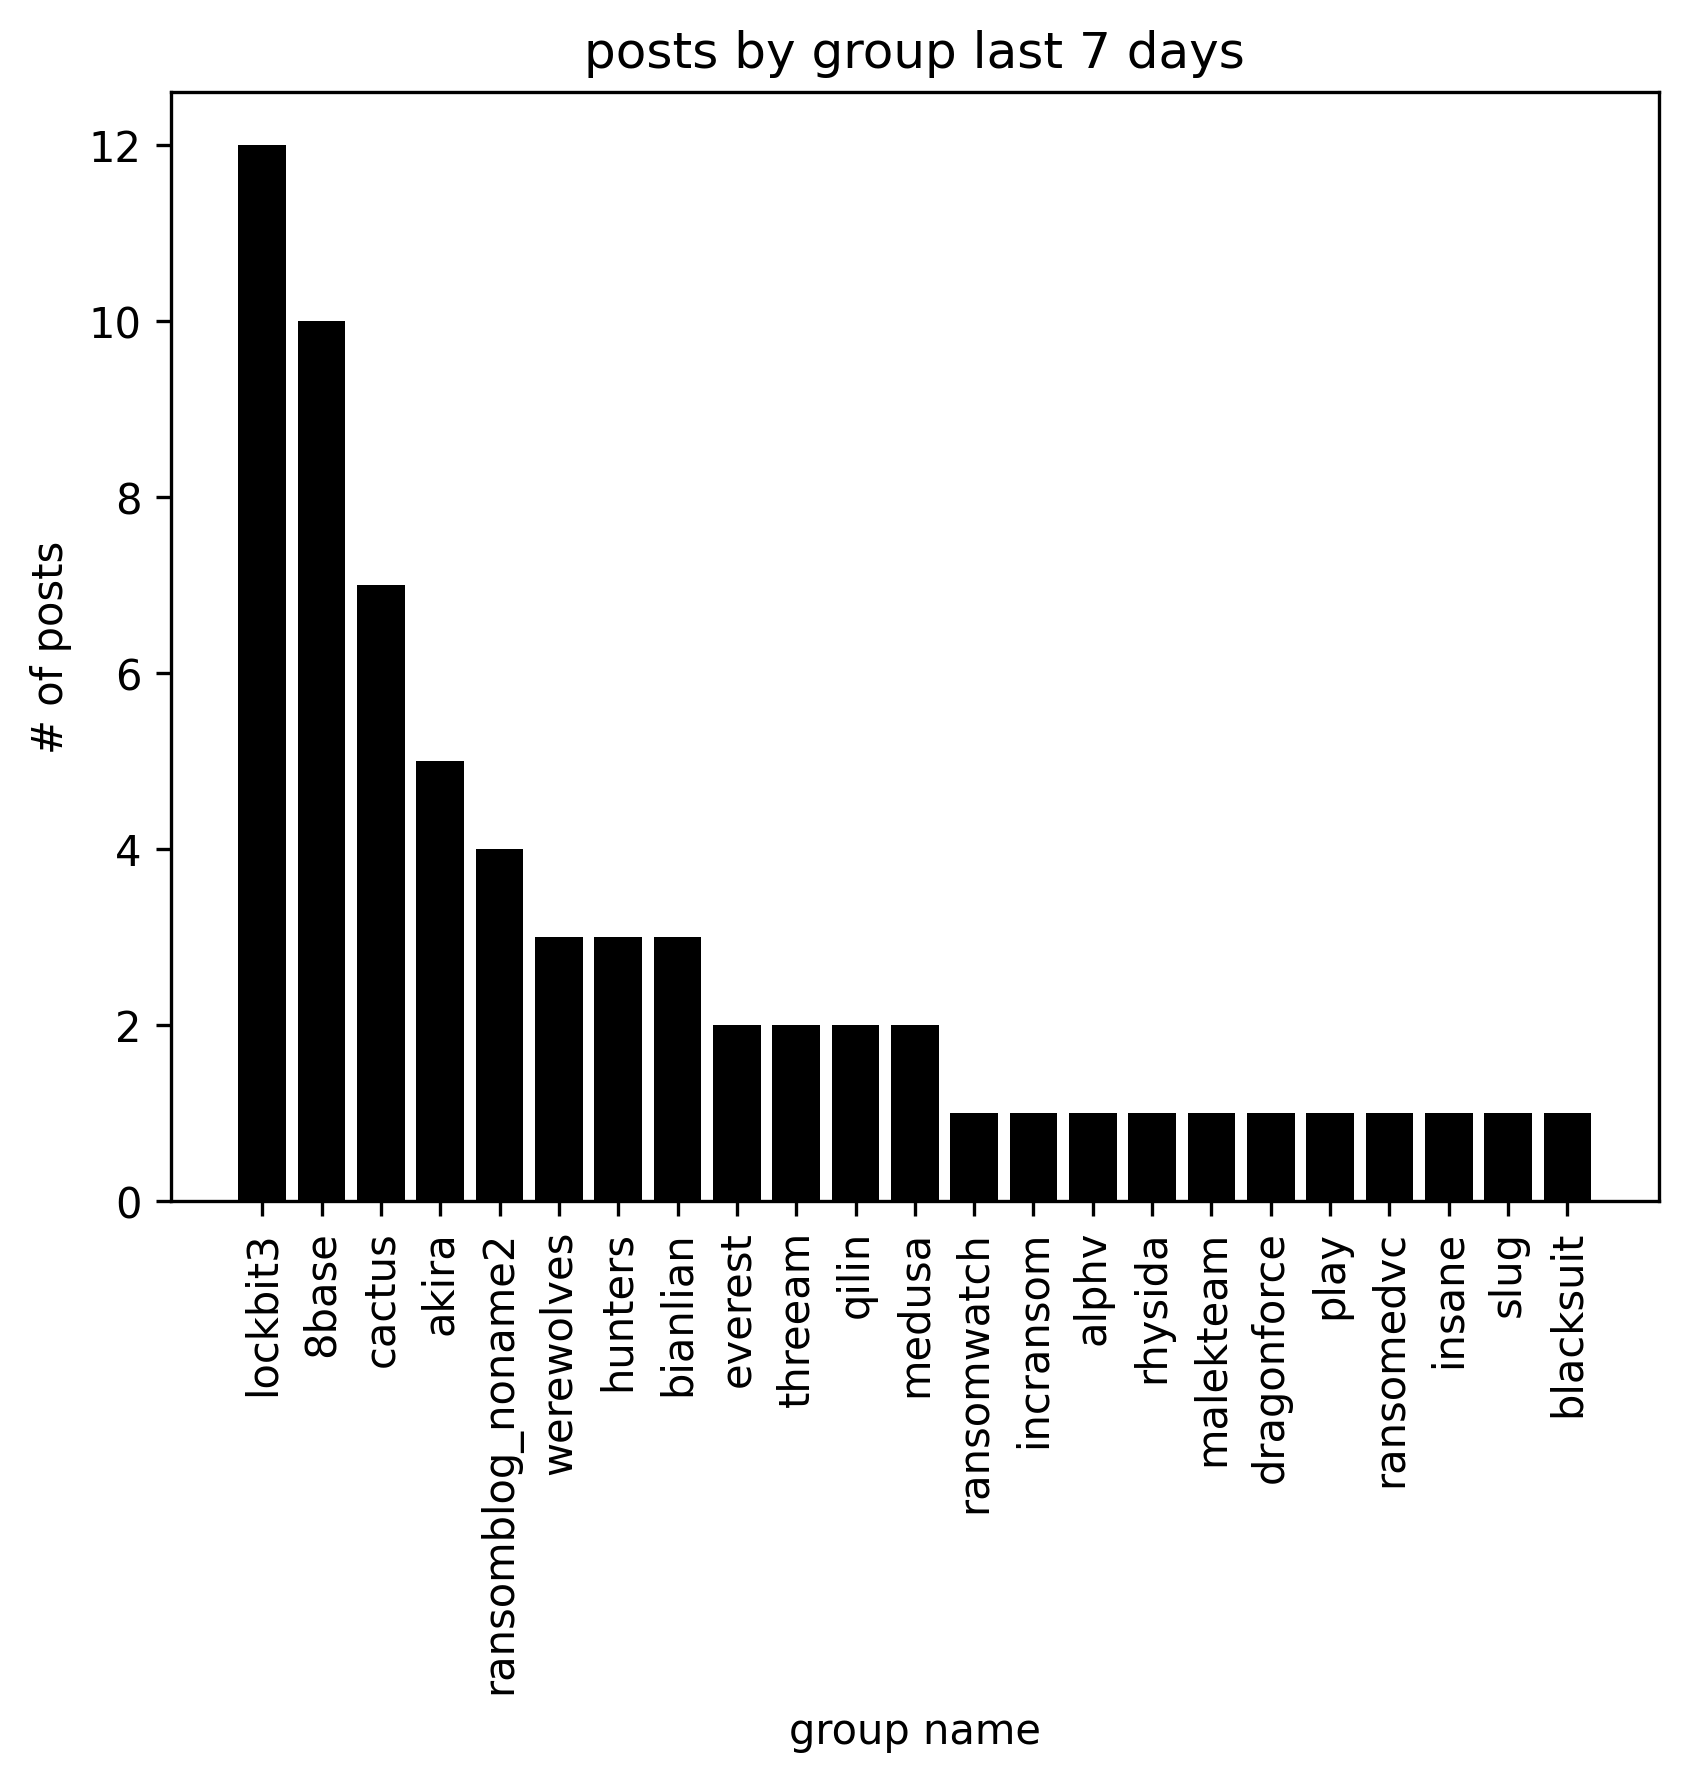 posts by group last 7 days
# of posts
12
10
8
6
4
2
0
lockbit3
8base
cactus
akira
ransomblog_noname2
werewolves
hunters
bianlian
everest
threeam
qilin
medusa
ransomwatch
incransom
alphv
rhysida
malekteam
dragonforce
play
ransomedvc
insane
slug
blacksuit
group name